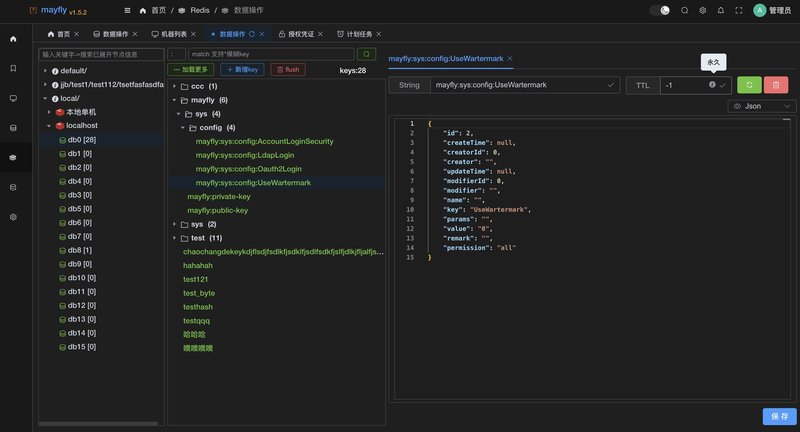 mayfly v1.5.2
首页 / Redis / 数据操作
管理员
首页
数据操作
机器列表
数据操作
授权凭证
计划任务
输入关键字->搜索已展开节点信息
default/
jjb/test1/test112/tsetfasfasdfa
local/
本地单机
localhost
db0 [28]
db1 [0]
db2 [0]
db4 [0]
db3 [0]
db5 [0]
db6 [0]
db7 [0]
db8 [1]
db9 [0]
db10 [0]
db11 [0]
db12 [0]
db13 [0]
db14 [0]
db15 [0]
: match 支持*模糊key
加载更多 + 新增key flush keys:28
ccc (1)
mayfly (6)
sys (4)
config (4)
mayfly:sys:config:AccountLoginSecurity
mayfly:sys:config:LdapLogin
mayfly:sys:config:Oauth2Login
mayfly:sys:config:UseWartermark
mayfly:private-key
mayfly:public-key
sys (2)
test (11)
hahahah
test121
test_byte
testhash
testqqq
哈哈哈
噢噢噢噢
mayfly:sys:config:UseWartermark
永久
String mayfly:sys:config:UseWartermark TTL -1
Json
1 {
2 "id": 2,
3 "createTime": null,
4 "creatorId": 0,
5 "creator": "",
6 "updateTime": null,
7 "modifierId": 0,
8 "modifier": "",
9 "name": "",
10 "key": "UseWartermark",
11 "params": "",
12 "value": "0",
13 "remark": "",
14 "permission": "all"
15 }
保 存